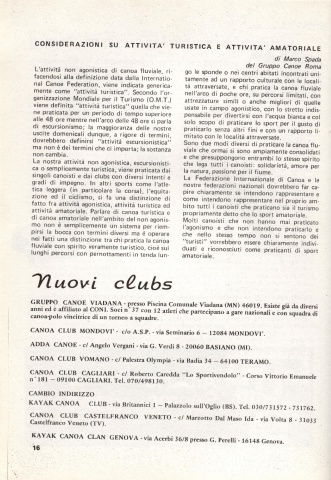 CONSIDERAZIONI SU ATTIVITA' TURISTICA E ATTIVITA' AMATORIALE
di Marco Spala
del Gruppo Canoe Roma
L'attività non agonistica di canoa fluviale, ri-
facendosi alla definizione data dalla Internatio-
nal Canoe Federation, viene indicata generica-
mente come "attività turistica". Secondo l'or-
ganizzazione Mondiale per il Turismo (O.M.T.)
viene definita "attività turistica" quella che vie-
ne praticata per un periodo di tempo superiore
alle 48 ore mentre al di sotto delle 48 ore si parla
di escursionismo; la maggioranza delle nostre
uscite domenicali dunque, a rigore di termini,
dovrebbero definirsi "attività escursionistica"
ma non è dei termini che ci importa; la sostanza
non cambia.
La nostra attività non agonistica, escursionisti-
ca o semplicemente turistica, viene praticata dai
singoli canoisti e dai clubs con diversi intenti e
gradi di impegno. In altri sports come l'atle-
tica leggera (in particolare la corsa), l'equita-
zione ed il ciclismo, si fa una distinzione di
fatto fra attività agonistica, attività turistica ed
attività amatoriale. Parlare di canoa turistica e
di canoa amatoriale nell'ambito del non agonis-
mo non è semplicemente un sistema per riem-
pirsi la bocca con termini diversi ma è operare
nei fatti una distinzione tra chi pratica la canoa
fluviale con spirito veramente turistico, cioè sui
lunghi percorsi con pernottamenti in tenda lun-
go le sponde o nei centri abitati incontrati uni-
tamente ad un rapporto culturale con le locali-
tà attraversate, e chi pratica la canoa fluviale
nell'arco di poche ore, su percorsi limitati, con
attrezzature simili o anche migliori di quelle
usate in campo agonistico, con lo stretto indis-
pensabile per divertirsi con l'acqua bianca e col
solo scopo di praticare lo sport per il gusto di
praticarlo senza altri fini e con un rapporto li-
mitato con le località attraversate.
Sono due modi diversi di praticare la canoa flu-
viale che ormai si sono ampiamente consolidati
e che presuppongono entrambi lo stesso spirito
che lega tutti i canoisti: solidarietà, amore per
la natura, passione per il fiume.
La Federazione Internazionale di Canoa e le
nostre federazioni nazionali dovrebbero far ca-
pire chiaramente se intendono rappresentare e
come intendono rappresentare nel proprio am-
bito tutti i canoisti che praticano sia il turismo
propriamente detto che lo sport amatoriale.
Molti canoisti che non hanno mai praticato
l'agonismo e che non intendono praticarlo e
che nello stesso tempo non si sentono dei
"turisti" vorrebbero essere chiaramente indivi-
duati e riconosciuti come praticanti di sport
amatoriale.
Nuovi clubs
GRUPPO CANOE VIADANA - presso Piscina Comunale Viadana (MN) 46019. Esiste già da diversi
anni ed è affiliato al CONI. Soci n° 37 con 12 atleti che partecipano a gare nazionali e con squadra di
canoa-polo vincitrice di un torneo a squadre.
CANOA CLUB MONDOVI' - c/o A.S.P. - via Seminario 6 - 12084 MONDOVI'.
ADDA CANOE - c/o Angelo Vergani - via G. Verdi 8 - 20060 BASIANO (MI).
CANOA CLUB VOMANO - c/ Palestra Olympia - via Badia 54 - 64100 TERAMO.
CANOA CLUB CAGLIARI - c/ Roberto Caredda "Lo Sportivendolo" - Corso Vittorio Emanuele
n° 181 - 09100 CAGLIARI. Tel. 070/498130.
CAMBIO INDIRIZZO
KAYAK CANOA CLUB - via Britannici 1 - Palazzolo sull'Oglio (BS). Tel. 030/731572 - 731762.
CANOA CLUB CASTELFRANCO VENETO - c/ Marzotto Dal Maso Ida - via Volta 8 - 31033
Castelfranco Veneto (TV).
KAYAK CANOA CLAN GENOVA - via Acerbi 36/8 presso G. Perelli - 16148 Genova.
16